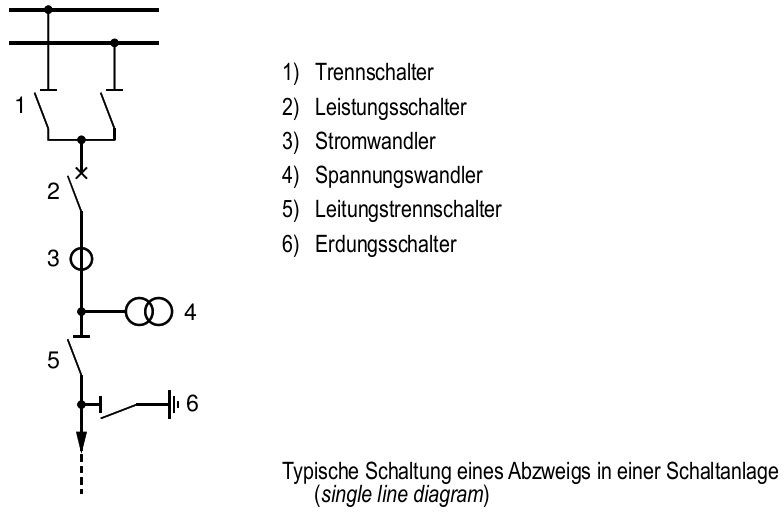 1) Trennschalter
2) Leistungsschalter
3) Stromwandler
4) Spannungswandler
5) Leitungstrennschalter
6) Erdungsschalter
1
2
3
4
5
6
Typische Schaltung eines Abzweigs in einer Schaltanlage
(single line diagram)